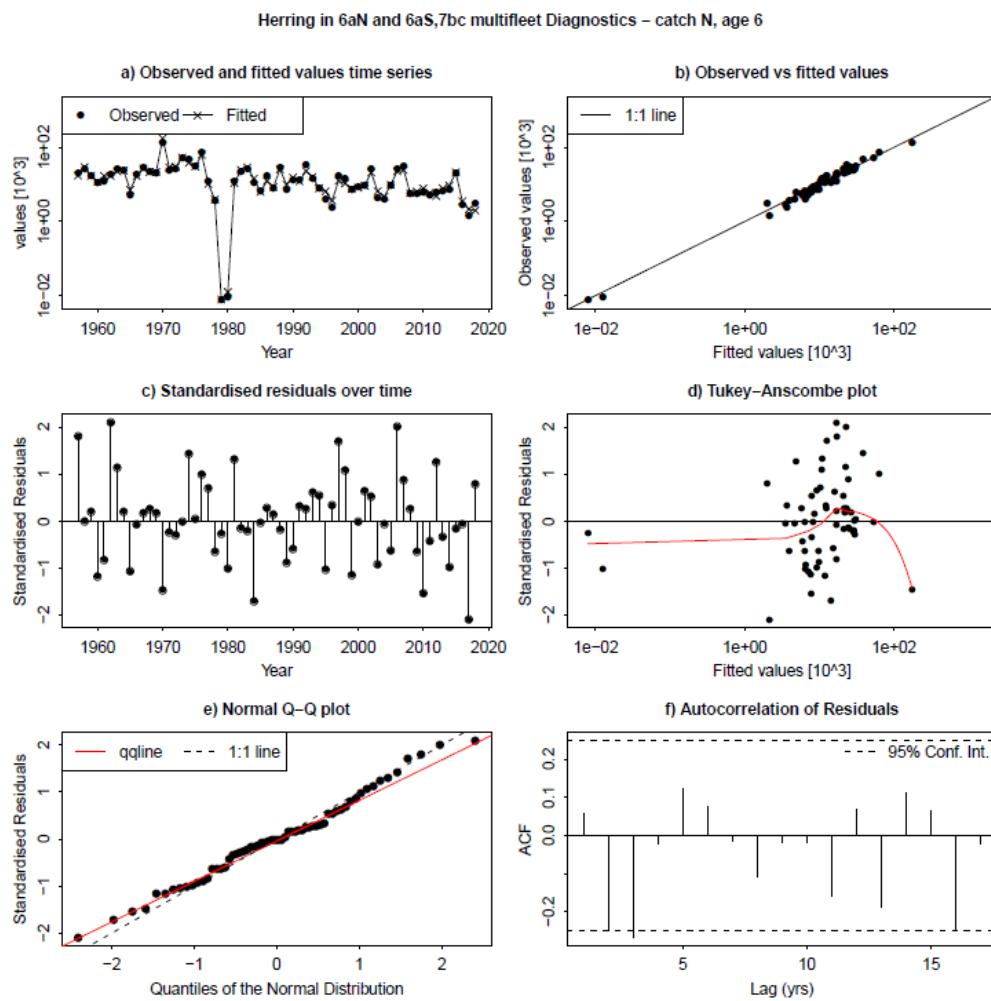 Herring in 6aN and 6aS,7bc multifleet Diagnostics – catch N, age 6
a) Observed and fitted values time series
Observed
Fitted
values [10^3]
1e+02
1e+00
1e−02
1960 1970 1980 1990 2000 2010 2020
Year
b) Observed vs fitted values
1:1 line
Observed values [10^3]
1e+02
1e+00
1e−02
1e−02 1e+00 1e+02
Fitted values [10^3]
c) Standardised residuals over time
Standardised Residuals
2
1
0
−1
−2
1960 1970 1980 1990 2000 2010 2020
Year
d) Tukey−Anscombe plot
Standardised Residuals
2
1
0
−1
−2
1e−02 1e+00 1e+02
Fitted values [10^3]
e) Normal Q−Q plot
qqline
1:1 line
Standardised Residuals
2
1
0
−1
−2
−2 −1 0 1 2
Quantiles of the Normal Distribution
f) Autocorrelation of Residuals
95% Conf. Int.
ACF
0.2
0.1
0.0
−0.2
5 10 15
Lag (yrs)